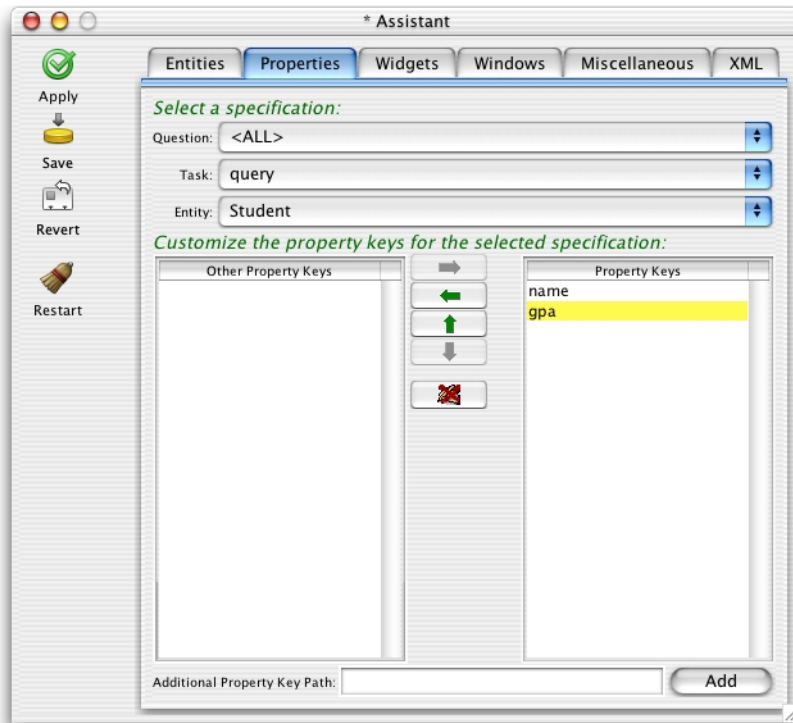 * Assistant
Apply
Save
Revert
Restart
Entities
Properties
Widgets
Windows
Miscellaneous
XML
Select a specification:
Question: <ALL>
Task: query
Entity: Student
Customize the property keys for the selected specification:
Other Property Keys
Property Keys
name
gpa
Additional Property Key Path:
Add